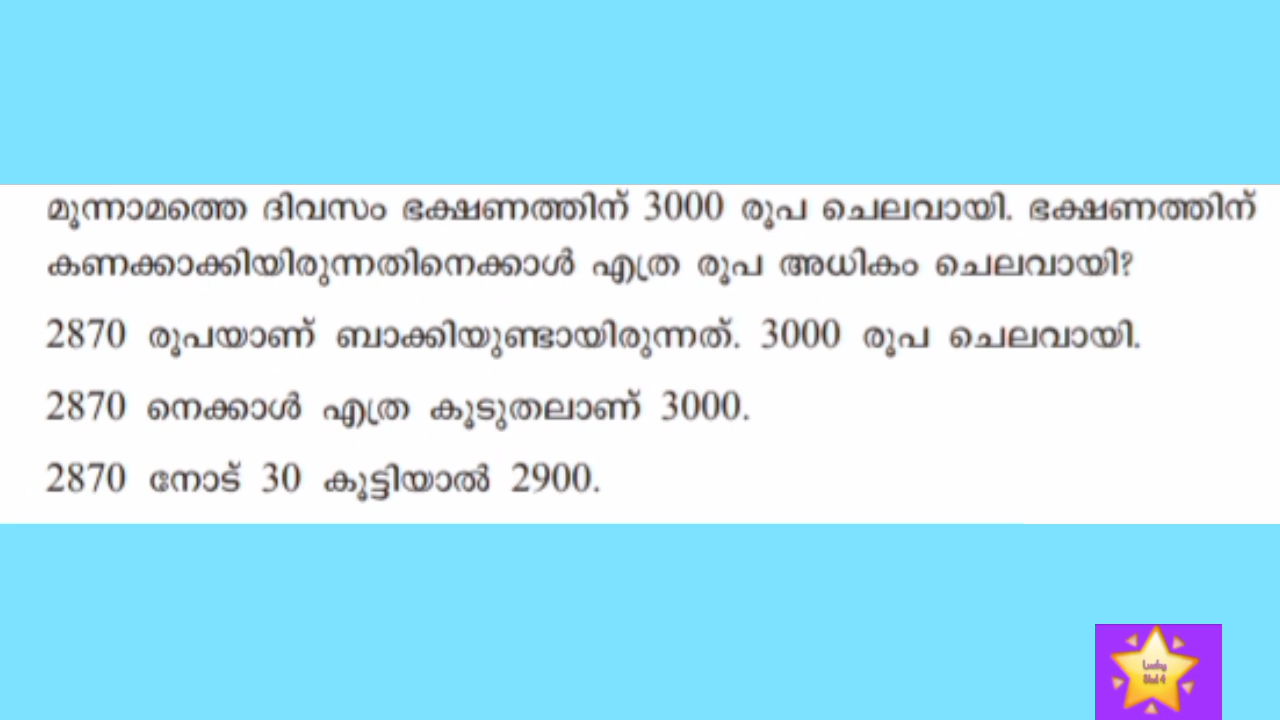 മൂന്നാമത്തെ ദിവസം ഭക്ഷണത്തിന് 3000 രൂപ ചെലവായി. ഭക്ഷണത്തിന്
കണക്കാക്കിയിരുന്നതിനെക്കാൾ എത്ര രൂപ അധികം ചെലവായി?
2870 രൂപയാണ് ബാക്കിയുണ്ടായിരുന്നത്. 3000 രൂപ ചെലവായി.
2870 നെക്കാൾ എത്ര കൂടുതലാണ് 3000.
2870 നോട് 30 കൂട്ടിയാൽ 2900.
Lucky